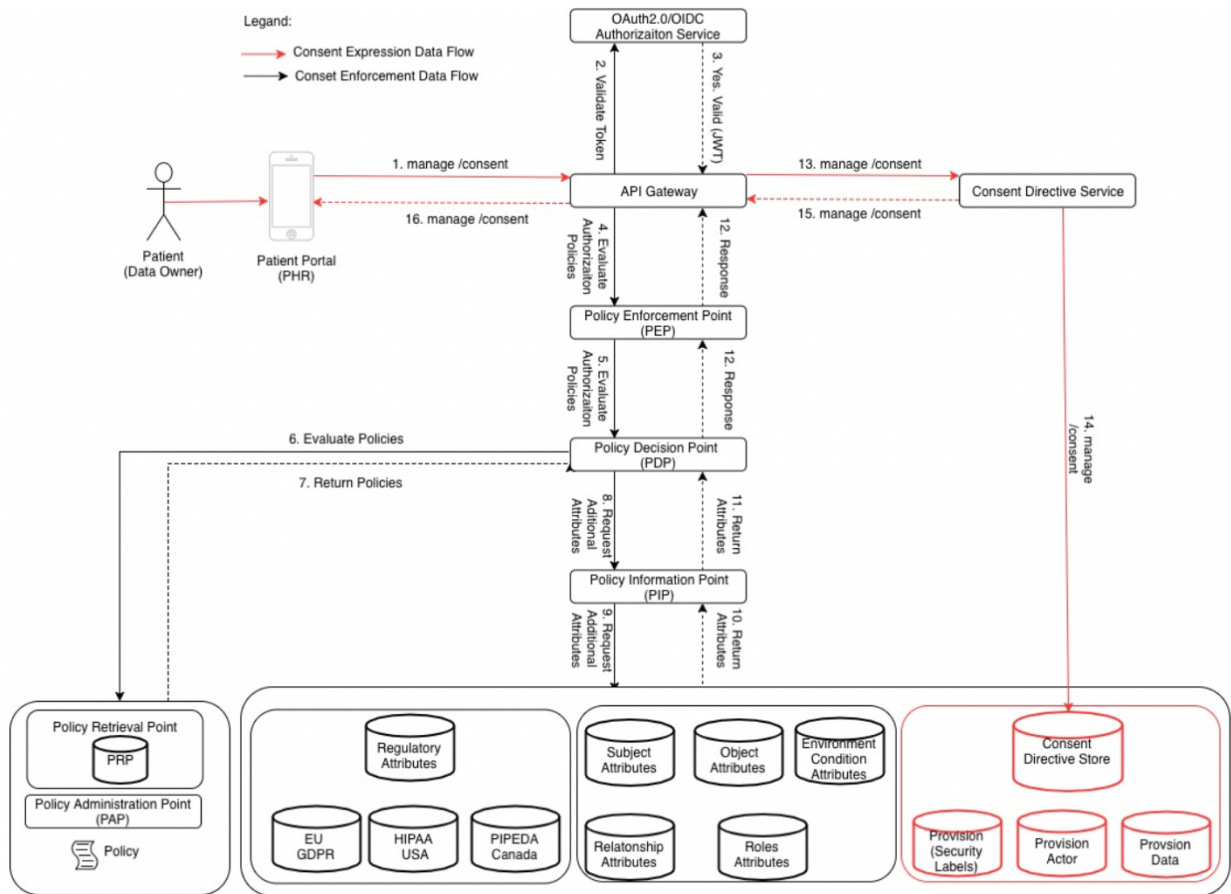 Legand:
Consent Expression Data Flow
Conset Enforcement Data Flow
OAuth2.0/OIDC
Authorizaiton Service
2. Validate Token
3. Yes. Valid (JWT)
1. manage /consent
API Gateway
13. manage /consent
Consent Directive Service
16. manage /consent
15. manage /consent
Patient
(Data Owner)
Patient Portal
(PHR)
4. Evaluate
Authorizaiton
Policies
12. Response
Policy Enforcement Point
(PEP)
5. Evaluate
Authorizaiton
Policies
12. Response
14. manage
/consent
6. Evaluate Policies
Policy Decision Point
(PDP)
7. Return Policies
8. Request
Aditional
Attributes
11. Return
Attributes
Policy Information Point
(PIP)
9. Request
Additional
Attributes
10. Return
Attributes
Policy Retrieval Point
PRP
Policy Administration Point
(PAP)
Policy
Regulatory
Attributes
EU
GDPR
HIPAA
USA
PIPEDA
Canada
Subject
Attributes
Object
Attributes
Environment
Condition
Attributes
Relatonship
Attributes
Roles
Attributes
Consent
Directive Store
Provision
(Security
Labels)
Provision
Actor
Provsion
Data